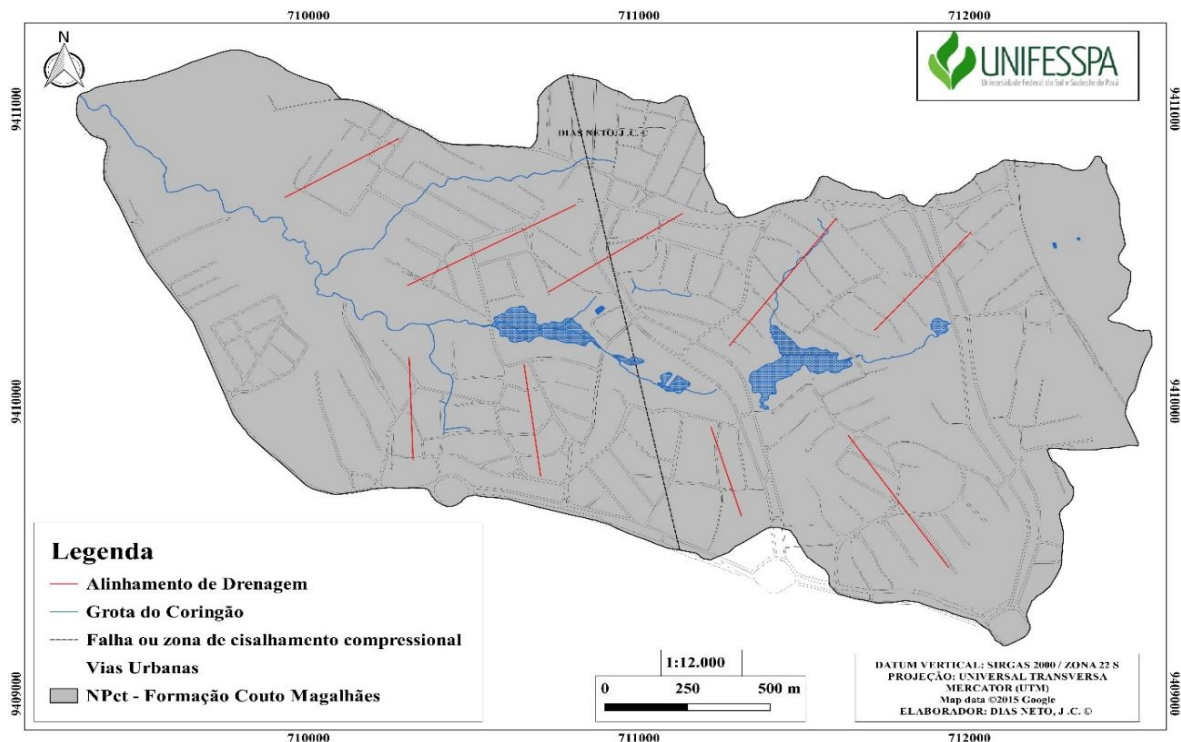 710000
711000
712000
N
UNIFESSPA
Universidade Federal do Sul e Sudeste do Pará
9411000
9411000
DIAS NETO, J .C. ©
9410000
9410000
Legenda
Alinhamento de Drenagem
Grota do Coringão
Falha ou zona de cisalhamento compressional
Vias Urbanas
NPct - Formação Couto Magalhães
1:12.000
0 250 500 m
DATUM VERTICAL: SIRGAS 2000 / ZONA 22 S
PROJEÇÃO: UNIVERSAL TRANSVERSA
MERCATOR (UTM)
Map data ©2015 Google
ELABORADOR: DIAS NETO, J .C. ©
9409000
9409000
710000
711000
712000